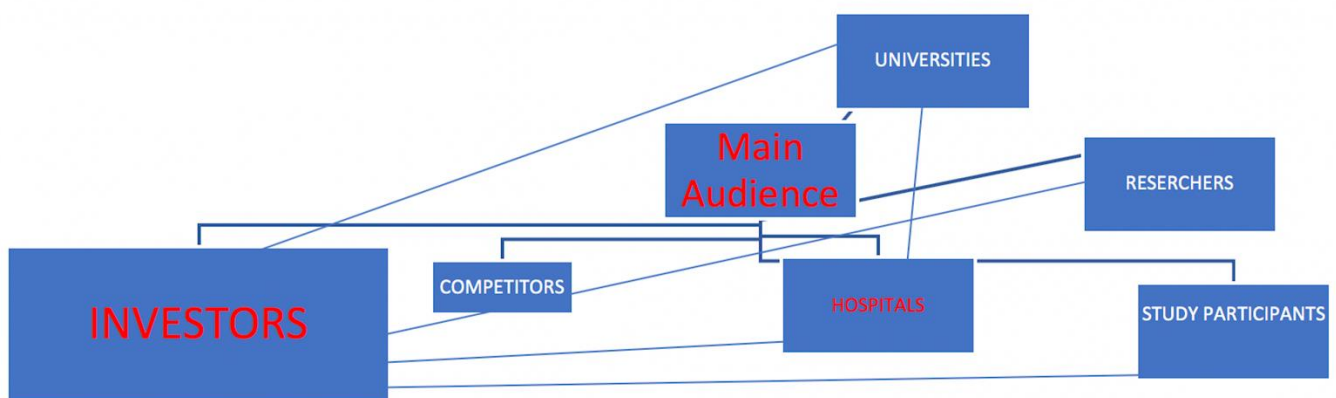 UNIVERSITIES
Main
Audience
RESERCHERS
INVESTORS
COMPETITORS
HOSPITALS
STUDY PARTICIPANTS